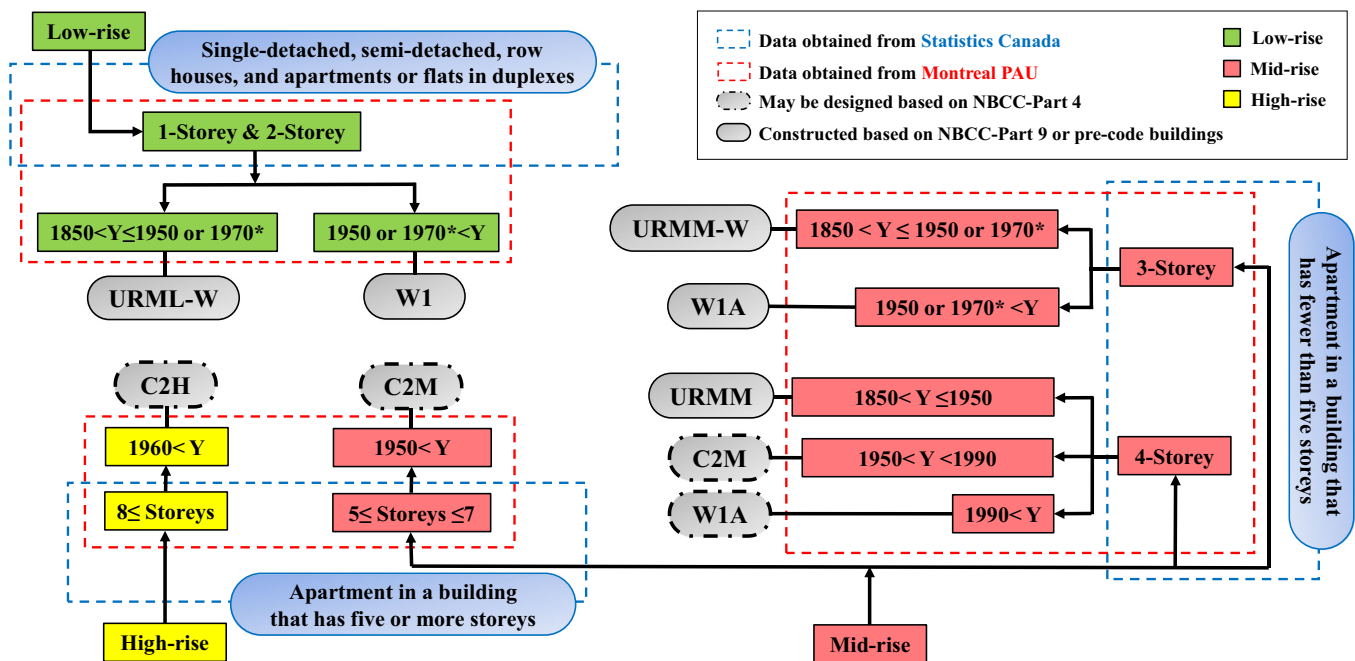 Low-rise
Single-detached, semi-detached, row
houses, and apartments or flats in duplexes
1-Storey & 2-Storey
1850<Y≤1950 or 1970*
1950 or 1970*<Y
URML-W
W1
Data obtained from Statistics Canada
Data obtained from Montreal PAU
May be designed based on NBCC-Part 4
Constructed based on NBCC-Part 9 or pre-code buildings
Low-rise
Mid-rise
High-rise
URMM-W
1850 < Y ≤ 1950 or 1970*
3-Storey
W1A
1950 or 1970* <Y
URMM
1850< Y ≤1950
C2M
1950< Y <1990
4-Storey
W1A
1990< Y
Apartment in a building that
has fewer than five storeys
C2H
C2M
1960< Y
1950< Y
8≤ Storeys
5≤ Storeys ≤7
Apartment in a building
that has five or more storeys
High-rise
Mid-rise